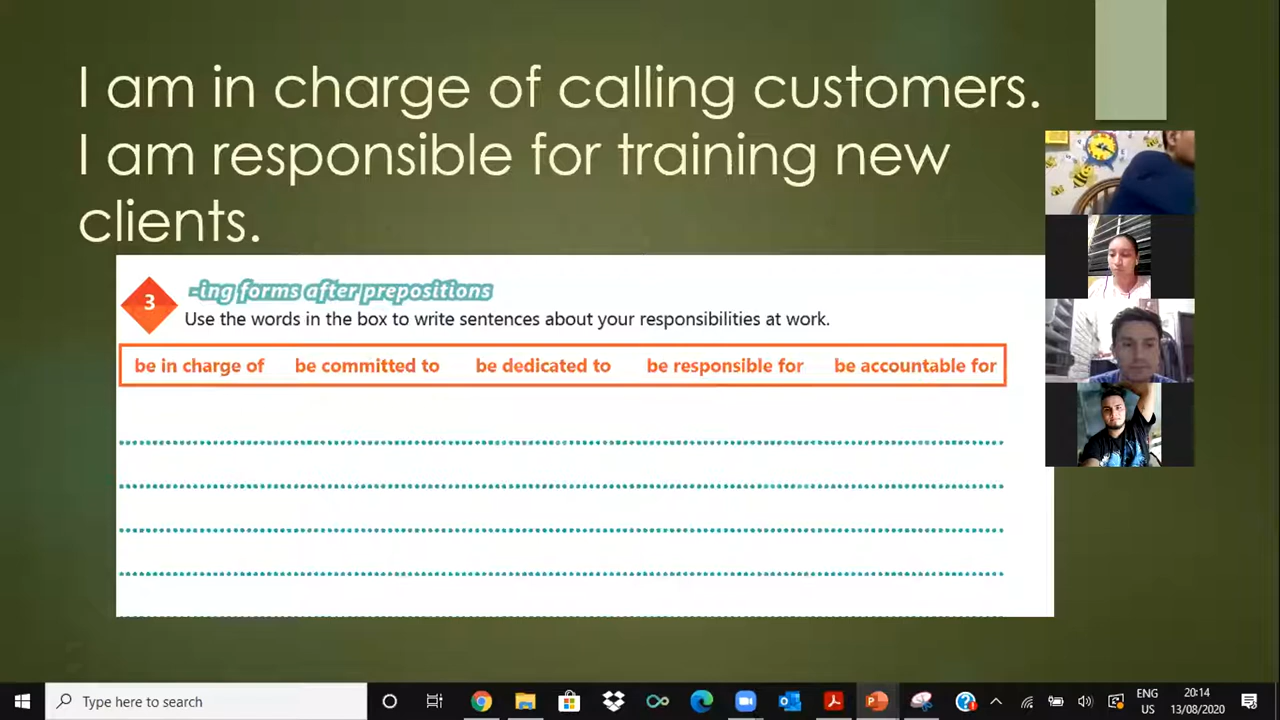 I am in charge of calling customers.
I am responsible for training new
clients.
3
-ing forms after prepositions
Use the words in the box to write sentences about your responsibilities at work.
be in charge of be committed to be dedicated to be responsible for be accountable for
Type here to search
ENG
US
20:14
13/08/2020